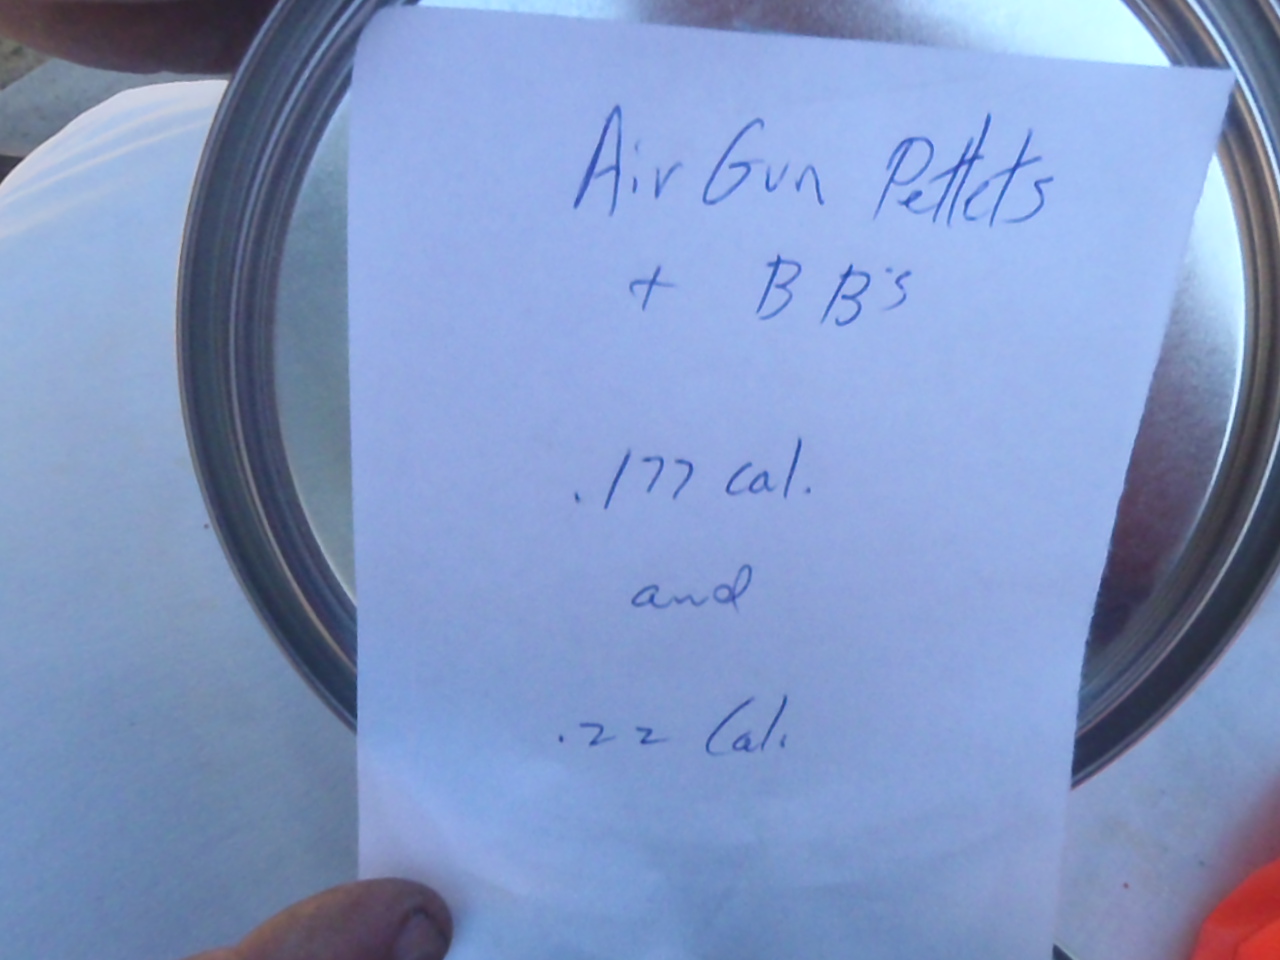 Air Gun Pellets
+ BB's
.177 cal.
and
.22 Cal.